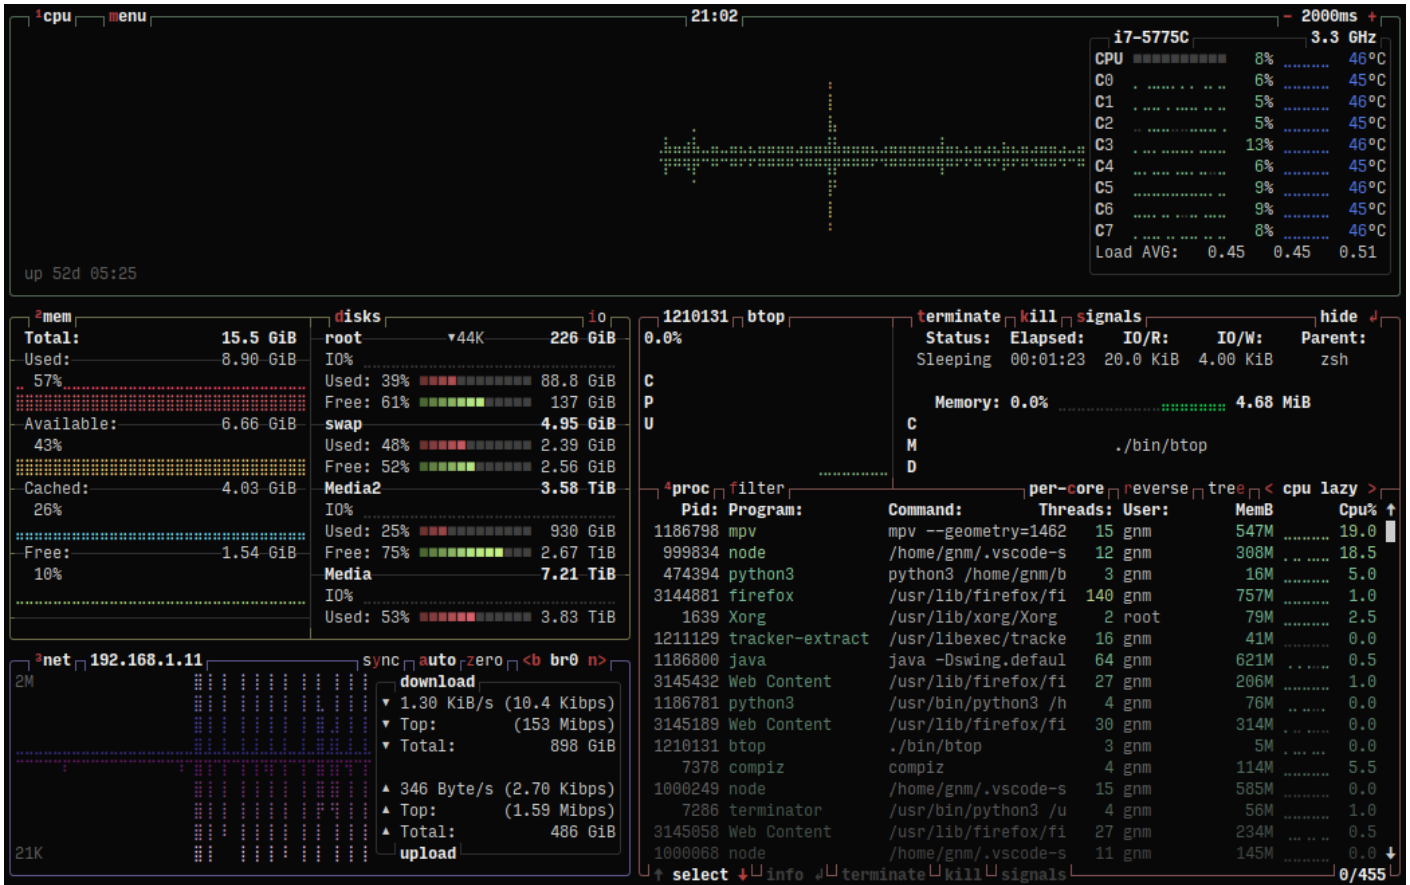 ¹cpu menu 21:02 - 2000ms +
i7-5775C 3.3 GHz
CPU 8% 46°C
C0 6% 45°C
C1 5% 46°C
C2 5% 45°C
C3 13% 46°C
C4 6% 45°C
C5 9% 46°C
C6 9% 45°C
C7 8% 46°C
Load AVG: 0.45 0.45 0.51
up 52d 05:25
²mem
Total: 15.5 GiB
Used: 8.90 GiB
57%
Available: 6.66 GiB
43%
Cached: 4.03 GiB
26%
Free: 1.54 GiB
10%
disks io
root ▼44K 226 GiB
IO%
Used: 39% 88.8 GiB
Free: 61% 137 GiB
swap 4.95 GiB
Used: 48% 2.39 GiB
Free: 52% 2.56 GiB
Media2 3.58 TiB
IO%
Used: 25% 930 GiB
Free: 75% 2.67 TiB
Media 7.21 TiB
IO%
Used: 53% 3.83 TiB
³net 192.168.1.11 sync auto zero <b br0 n>
2M
21K
download
▼ 1.30 KiB/s (10.4 Kibps)
▼ Top: (153 Mibps)
▼ Total: 898 GiB
▲ 346 Byte/s (2.70 Kibps)
▲ Top: (1.59 Mibps)
▲ Total: 486 GiB
upload
1210131 btop terminate kill signals hide ↲
0.0%
C
P
U
Status: Elapsed: IO/R: IO/W: Parent:
Sleeping 00:01:23 20.0 KiB 4.00 KiB zsh
Memory: 0.0% 4.68 MiB
C
M
D
./bin/btop
⁴proc filter per-core reverse tree < cpu lazy >
Pid: Program: Command: Threads: User: MemB Cpu% ↑
1186798 mpv mpv --geometry=1462 15 gnm 547M 19.0
999834 node /home/gnm/.vscode-s 12 gnm 308M 18.5
474394 python3 python3 /home/gnm/b 3 gnm 16M 5.0
3144881 firefox /usr/lib/firefox/fi 140 gnm 757M 1.0
1639 Xorg /usr/lib/xorg/Xorg 2 root 79M 2.5
1211129 tracker-extract /usr/libexec/tracke 16 gnm 41M 0.0
1186800 java java -Dswing.defaul 64 gnm 621M 0.5
3145432 Web Content /usr/lib/firefox/fi 27 gnm 206M 1.0
1186781 python3 /usr/bin/python3 /h 4 gnm 76M 0.0
3145189 Web Content /usr/lib/firefox/fi 30 gnm 314M 0.0
1210131 btop ./bin/btop 3 gnm 5M 0.0
7378 compiz compiz 4 gnm 114M 5.5
1000249 node /home/gnm/.vscode-s 15 gnm 585M 0.0
7286 terminator /usr/bin/python3 /u 4 gnm 56M 1.0
3145058 Web Content /usr/lib/firefox/fi 27 gnm 234M 0.5
1000068 node /home/gnm/.vscode-s 11 gnm 145M 0.0 ↓
↑ select ↓ info ↲ terminate kill signals 0/455